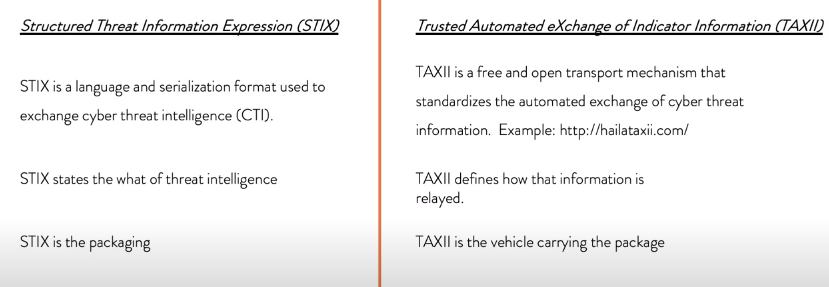 Structured Threat Information Expression (STIX)
STIX is a language and serialization format used to
exchange cyber threat intelligence (CTI).
STIX states the what of threat intelligence
STIX is the packaging
Trusted Automated eXchange of Indicator Information (TAXII)
TAXII is a free and open transport mechanism that
standardizes the automated exchange of cyber threat
information. Example: http://hailataxii.com/
TAXII defines how that information is
relayed.
TAXII is the vehicle carrying the package